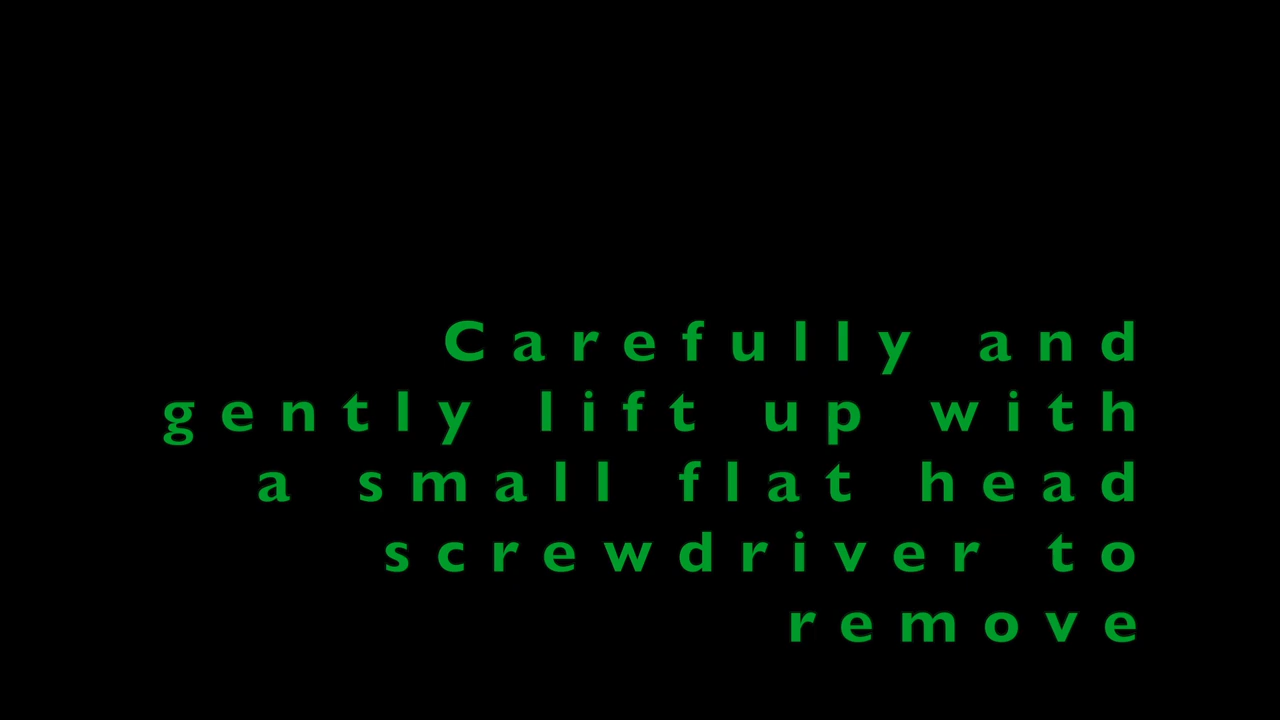 Carefully and
gently lift up with
a small flat head
screwdriver to
remove